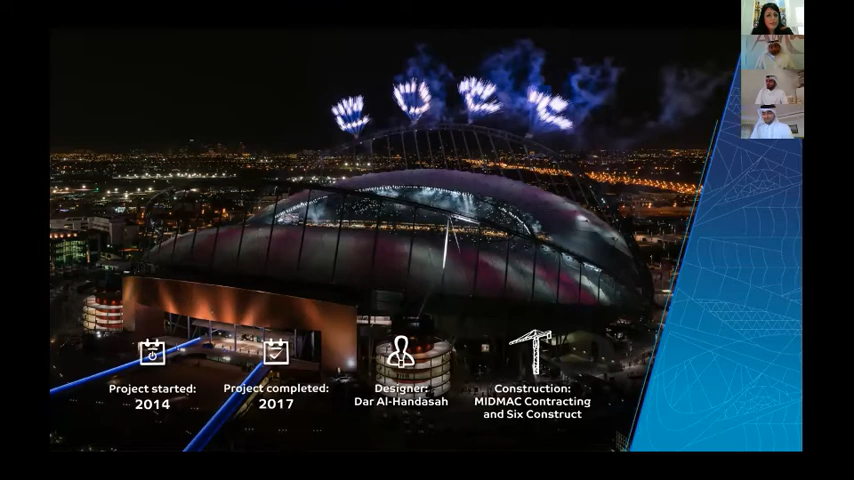 Project started:
2014
Project completed:
2017
Designer:
Dar Al-Handasah
Construction:
MIDMAC Contracting
and Six Construct